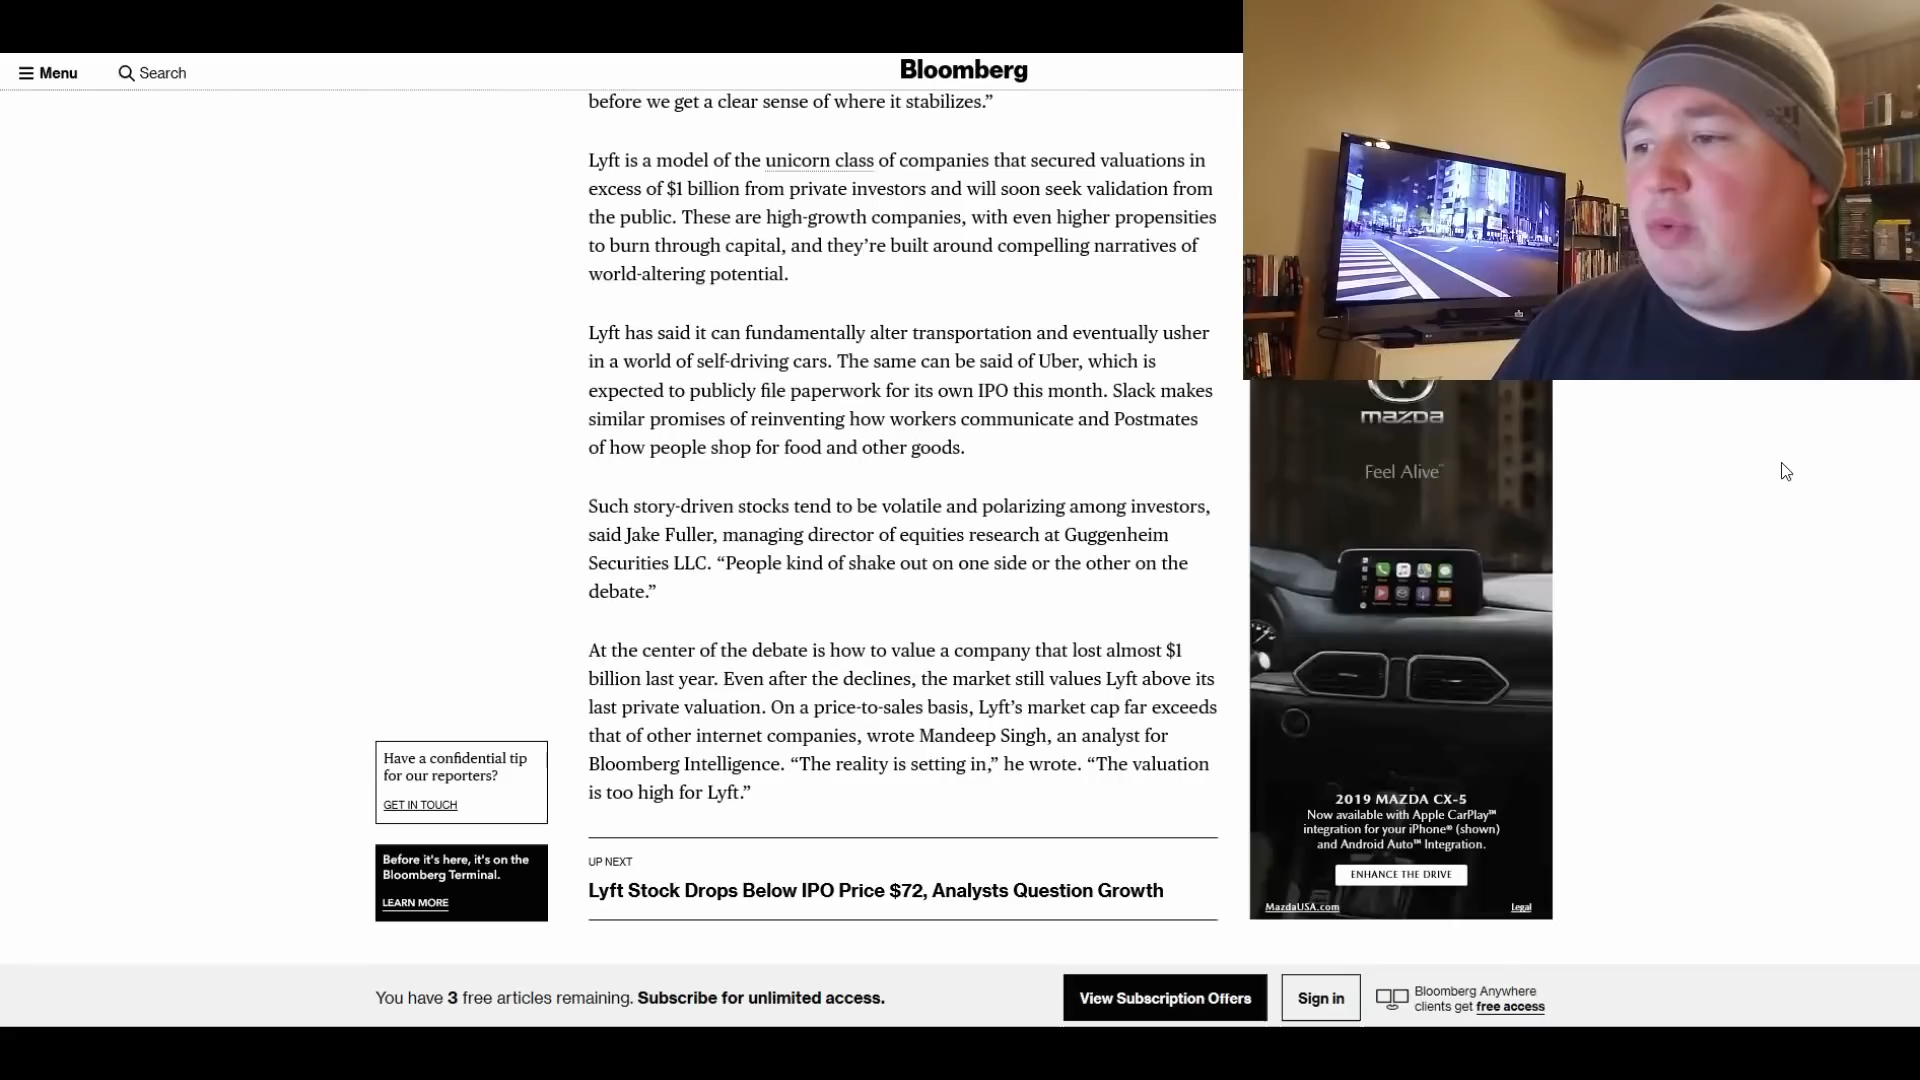 Menu
Search
Bloomberg
before we get a clear sense of where it stabilizes.”
Lyft is a model of the unicorn class of companies that secured valuations in
excess of $1 billion from private investors and will soon seek validation from
the public. These are high-growth companies, with even higher propensities
to burn through capital, and they’re built around compelling narratives of
world-altering potential.
Lyft has said it can fundamentally alter transportation and eventually usher
in a world of self-driving cars. The same can be said of Uber, which is
expected to publicly file paperwork for its own IPO this month. Slack makes
similar promises of reinventing how workers communicate and Postmates
of how people shop for food and other goods.
Such story-driven stocks tend to be volatile and polarizing among investors,
said Jake Fuller, managing director of equities research at Guggenheim
Securities LLC. “People kind of shake out on one side or the other on the
debate.”
At the center of the debate is how to value a company that lost almost $1
billion last year. Even after the declines, the market still values Lyft above its
last private valuation. On a price-to-sales basis, Lyft’s market cap far exceeds
that of other internet companies, wrote Mandeep Singh, an analyst for
Bloomberg Intelligence. “The reality is setting in,” he wrote. “The valuation
is too high for Lyft.”
Have a confidential tip
for our reporters?
GET IN TOUCH
Before it's here, it's on the
Bloomberg Terminal.
LEARN MORE
UP NEXT
Lyft Stock Drops Below IPO Price $72, Analysts Question Growth
mazda
Feel Alive™
2019 MAZDA CX-5
Now available with Apple CarPlay™
integration for your iPhone® (shown)
and Android Auto™ Integration.
ENHANCE THE DRIVE
MazdaUSA.com
Legal
You have 3 free articles remaining. Subscribe for unlimited access.
View Subscription Offers
Sign in
Bloomberg Anywhere
clients get free access